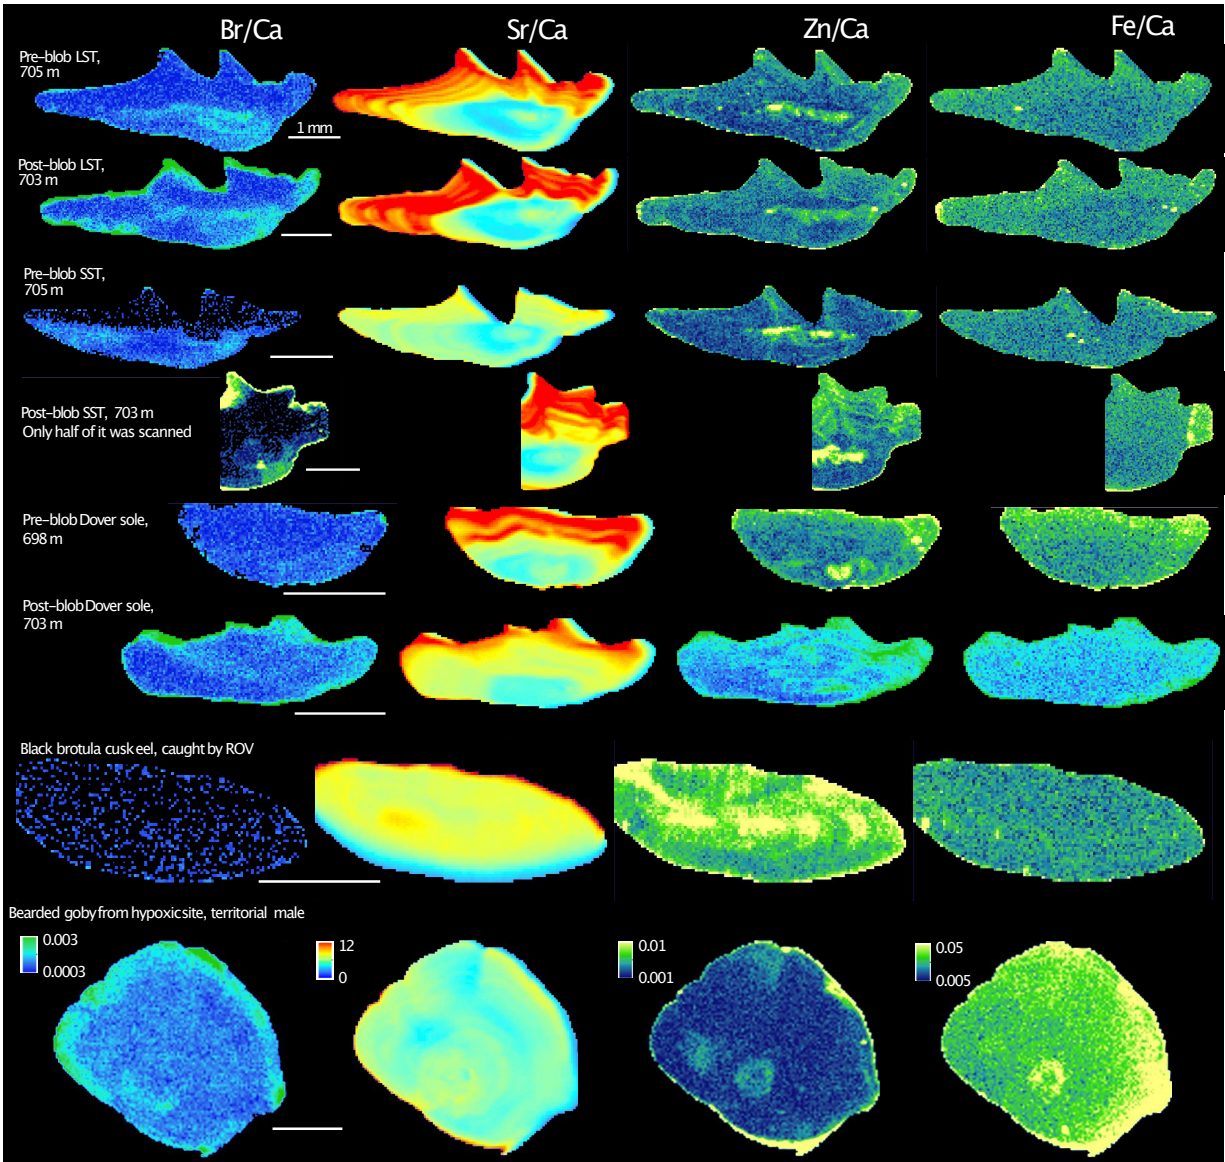 Br/Ca
Sr/Ca
Zn/Ca
Fe/Ca
Pre-blob LST,
705 m
1 mm
Post-blob LST,
703 m
Pre-blob SST,
705 m
Post-blob SST, 703 m
Only half of it was scanned
Pre-blob Dover sole,
698 m
Post-blob Dover sole,
703 m
Black brotula cusk eel, caught by ROV
Bearded goby from hypoxic site, territorial male
0.003
0.0003
12
0
0.01
0.001
0.05
0.005